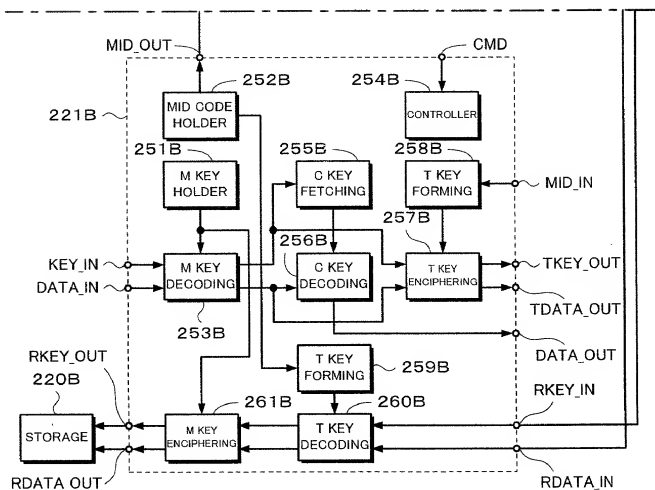 MID_OUT
CMD
252B
254B
221B
MID CODE
HOLDER
CONTROLLER
251B
255B
258B
M KEY
HOLDER
C KEY
FETCHING
T KEY
FORMING
MID_IN
257B
256B
KEY_IN
M KEY
DECODING
C KEY
DECODING
T KEY
ENCIPHERING
TKEY_OUT
DATA_IN
TDATA_OUT
253B
DATA_OUT
RKEY_OUT
T KEY
FORMING
259B
220B
261B
260B
RKEY_IN
STORAGE
M KEY
ENCIPHERING
T KEY
DECODING
RDATA_OUT
RDATA_IN